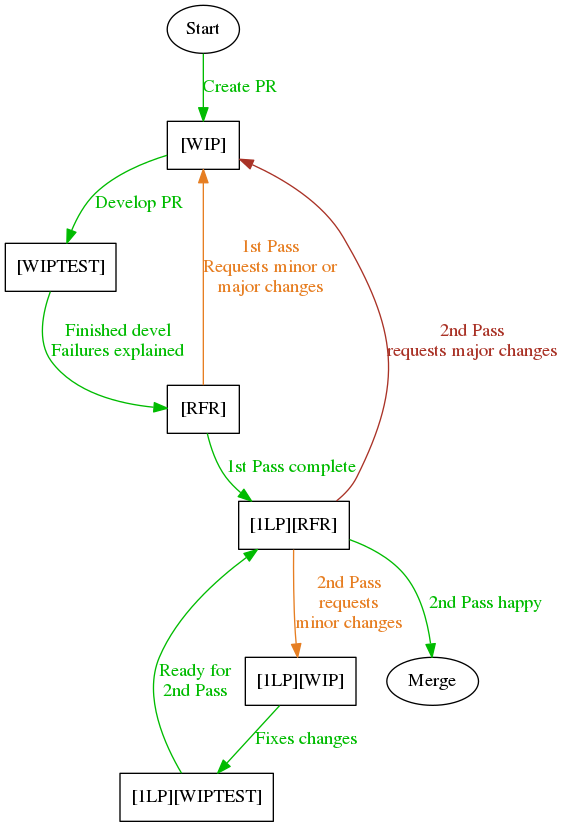 Start
Create PR
[WIP]
Develop PR
1st Pass
Requests minor or
major changes
[WIPTEST]
Finished devel
Failures explained
2nd Pass
requests major changes
[RFR]
1st Pass complete
[1LP][RFR]
2nd Pass
requests
minor changes
2nd Pass happy
Ready for
2nd Pass
[1LP][WIP]
Merge
Fixes changes
[1LP][WIPTEST]